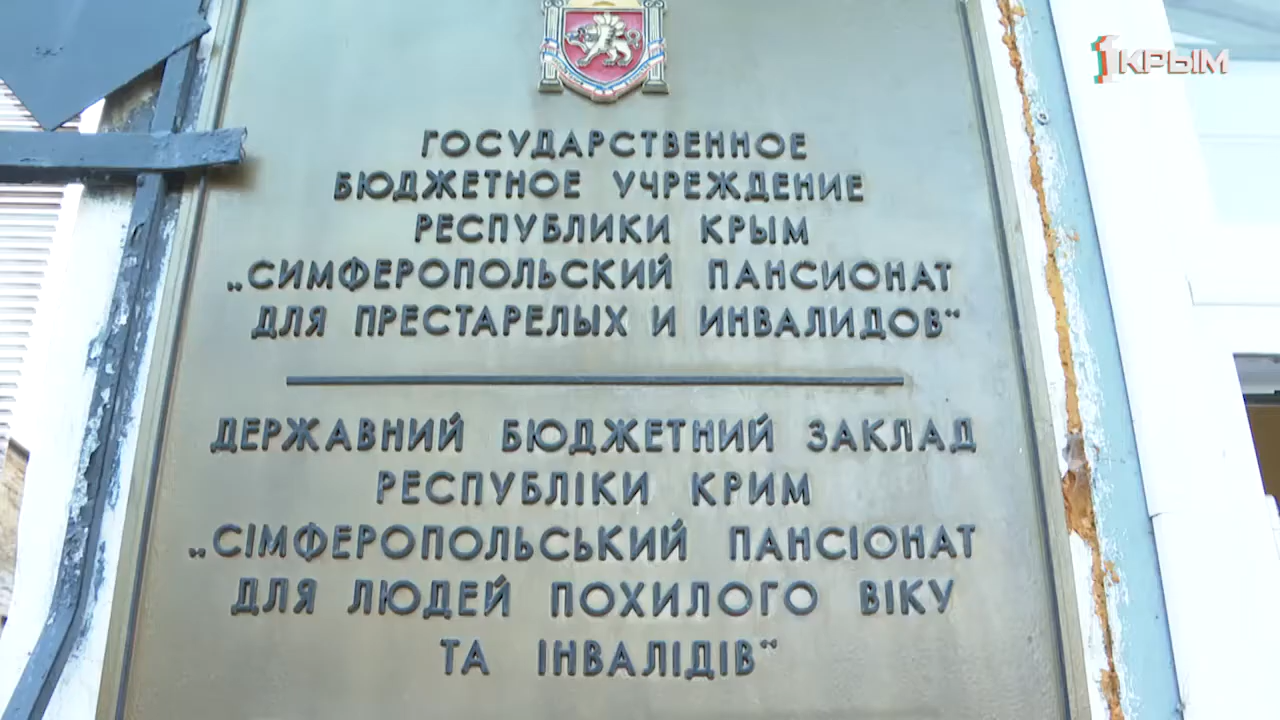 1КРЫМ
ГОСУДАРСТВЕННОЕ
БЮДЖЕТНОЕ УЧРЕЖДЕНИЕ
РЕСПУБЛИКИ КРЫМ
„СИМФЕРОПОЛЬСКИЙ ПАНСИОНАТ
ДЛЯ ПРЕСТАРЕЛЫХ И ИНВАЛИДОВ“
ДЕРЖАВНИЙ БЮДЖЕТНИЙ ЗАКЛАД
РЕСПУБЛІКИ КРИМ
„СІМФЕРОПОЛЬСЬКИЙ ПАНСІОНАТ
ДЛЯ ЛЮДЕЙ ПОХИЛОГО ВІКУ
ТА ІНВАЛІДІВ“